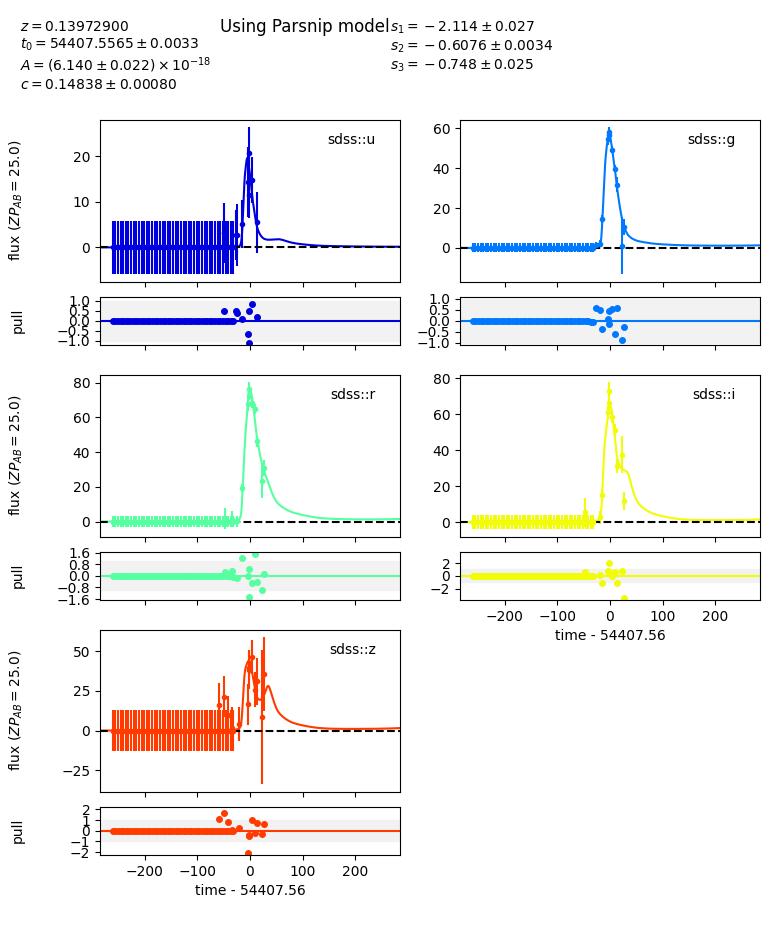 Using Parsnip model
z = 0.13972900
t₀ = 54407.5565 ± 0.0033
A = (6.140 ± 0.022) × 10⁻¹⁸
c = 0.14838 ± 0.00080
s₁ = −2.114 ± 0.027
s₂ = −0.6076 ± 0.0034
s₃ = −0.748 ± 0.025
flux (ZP_AB = 25.0)
20
10
0
sdss::u
60
40
20
0
sdss::g
pull
1.0
0.5
0.0
−0.5
−1.0
1.0
0.5
0.0
−0.5
−1.0
flux (ZP_AB = 25.0)
80
60
40
20
0
sdss::r
80
60
40
20
0
sdss::i
pull
1.6
0.8
0.0
−0.8
−1.6
2
0
−2
−200 −100 0 100 200
time - 54407.56
flux (ZP_AB = 25.0)
50
25
0
−25
sdss::z
pull
2
1
0
−1
−2
−200 −100 0 100 200
time - 54407.56